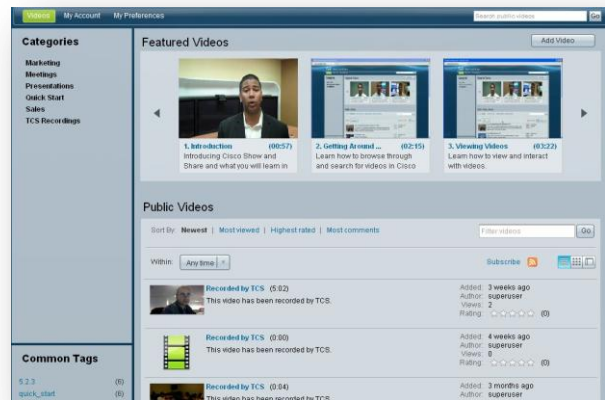 Videos My Account My Preferences
Search public videos Go
Categories
Marketing
Meetings
Presentations
Quick Start
Sales
TCS Recordings
Featured Videos
Add Video
1. Introduction (00:57)
Introducing Cisco Show and
Share and what you will learn in
2. Getting Around ... (02:15)
Learn how to browse through
and search for videos in Cisco
3. Viewing Videos (03:22)
Learn how to view and interact
with videos.
Public Videos
Sort By: Newest | Most viewed | Highest rated | Most comments
Filter videos Go
Within: Any time
Subscribe
Recorded by TCS (5:02)
This video has been recorded by TCS.
Added: 3 weeks ago
Author: superuser
Views: 2
Rating: (0)
Recorded by TCS (0:00)
This video has been recorded by TCS.
Added: 4 weeks ago
Author: superuser
Views: 0
Rating: (0)
Recorded by TCS (0:04)
This video has been recorded by TCS.
Added: 3 months ago
Author: superuser
Common Tags
5.2.3 (6)
quick_start (6)